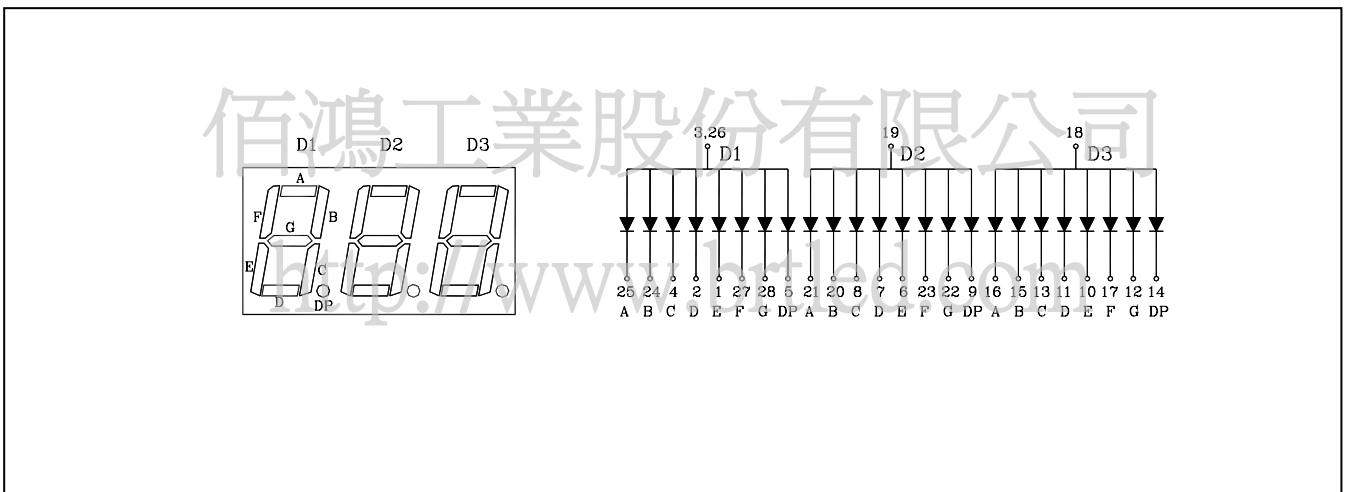 佰鴻工業股份有限公司
http://www.brtled.com
D1 D2 D3
A
F B
G
E C
D DP
3,26 19 18
D1 D2 D3
25 24 4 2 1 27 28 5 21 20 8 7 6 23 22 9 16 15 13 11 10 17 12 14
A B C D E F G DP A B C D E F G DP A B C D E F G DP